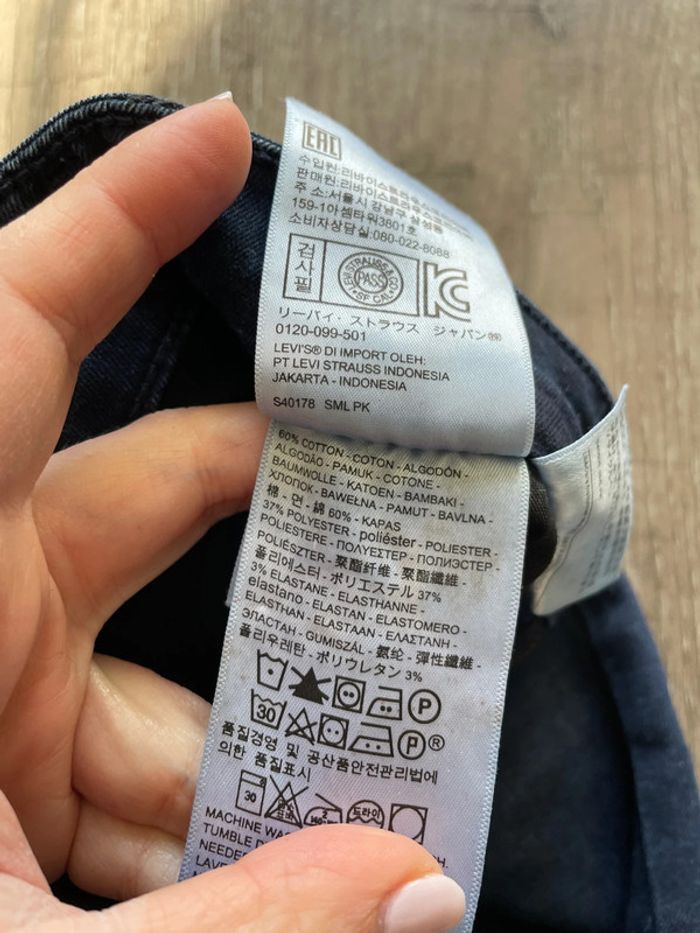 EAC
수입원:리바이스트라우스
판매원:리바이스트라우스
주 소:서울시 강남구 삼성동
159-1아셈타워3801호
소비자상담실:080-022-8088
검
사
필
LEVI STRAUSS & CO
PASS
SF CAL
KC
リーバイ・ストラウス ジャパン㈱
0120-099-501
LEVI'S® DI IMPORT OLEH:
PT LEVI STRAUSS INDONESIA
JAKARTA - INDONESIA
S40178 SML PK
60% COTTON - COTON - ALGODÓN -
ALGODÃO - PAMUK - COTONE -
BAUMWOLLE - KATOEN - BAMBAKI -
ХЛОПОК - BAWEŁNA - PAMUT - BAVLNA -
棉 - 면 - 綿 60% - KAPAS
37% POLYESTER - poliéster - POLIESTER -
POLIESTERE - ΠΟΛΥΕΣΤΕΡ - ПОЛИЭСТЕР -
POLIÉSZTER - 聚酯纤维 - 聚酯纖維 -
폴리에스터 - ポリエステル 37%
3% ELASTANE - ELASTHANNE -
elastano - ELASTAN - ELASTOMERO -
ELASTHAN - ELASTAAN - ΕΛΑΣΤΑΝΗ -
ЭЛАСТАН - GUMISZÁL - 氨纶 - 彈性纖維 -
폴리우레탄 - ポリウレタン 3%
P
30 P ®
품질경영 및 공산품안전관리법에
의한 품질표시
30 드라이
MACHINE WA
TUMBLE D
NEEDE
LAVE